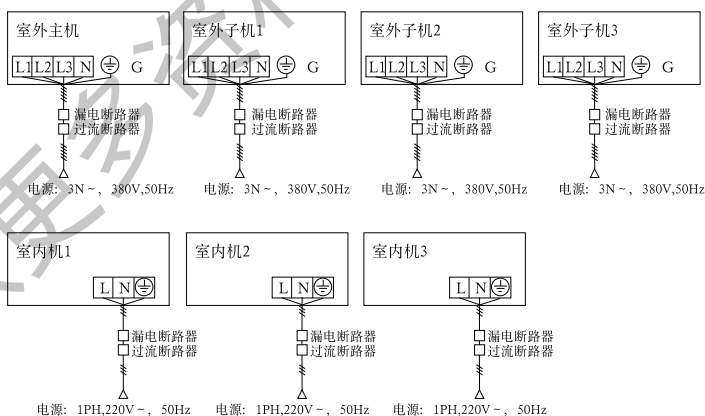 室外主机 室外子机1 室外子机2 室外子机3
L1 L2 L3 N G L1 L2 L3 N G L1 L2 L3 N G L1 L2 L3 N G
漏电断路器 漏电断路器 漏电断路器 漏电断路器
过流断路器 过流断路器 过流断路器 过流断路器
电源: 3N~, 380V,50Hz 电源: 3N~, 380V,50Hz 电源: 3N~, 380V,50Hz 电源: 3N~, 380V,50Hz
室内机1 室内机2 室内机3
L N L N L N
漏电断路器 漏电断路器 漏电断路器
过流断路器 过流断路器 过流断路器
电源: 1PH,220V~, 50Hz 电源: 1PH,220V~, 50Hz 电源: 1PH,220V~, 50Hz
更多资料